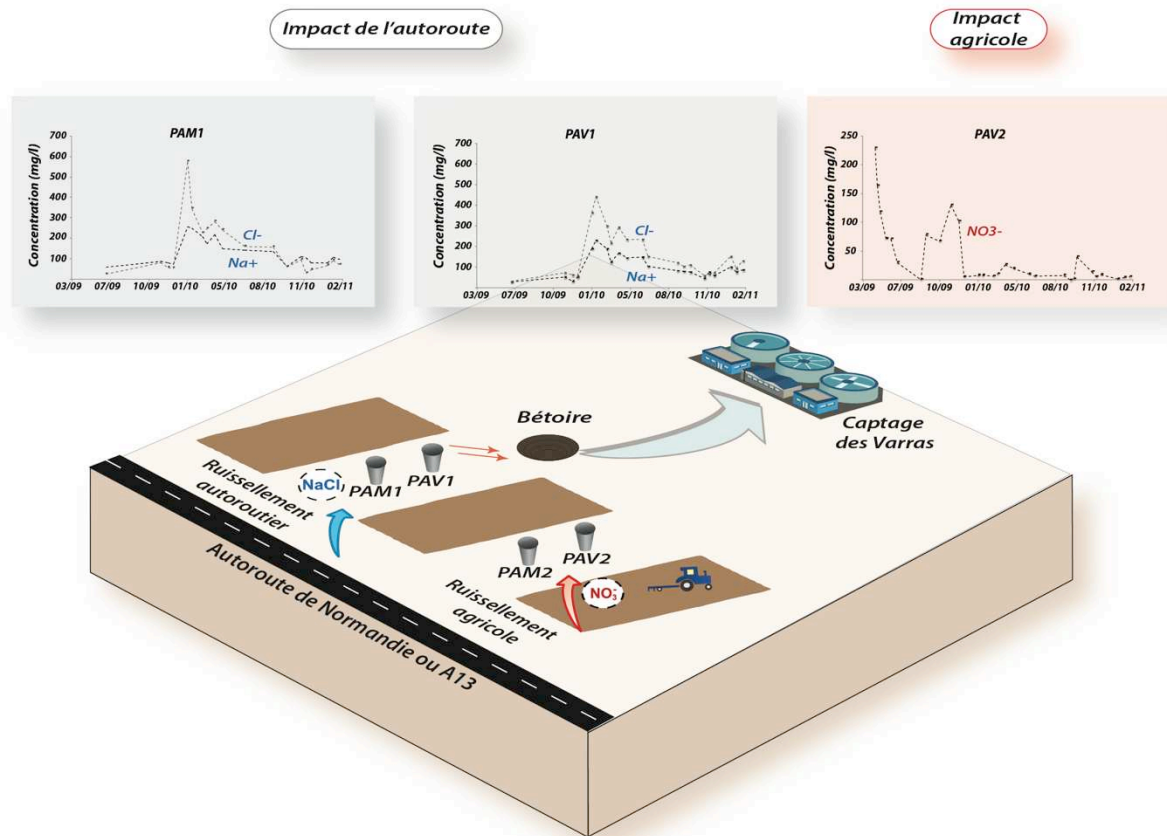 Impact de l'autoroute
Impact
agricole
PAM1
Concentration (mg/l)
700
600
500
400
300
200
100
Cl-
Na+
03/09 07/09 10/09 01/10 05/10 08/10 11/10 02/11
PAV1
Concentration (mg/l)
700
600
500
400
300
200
100
Cl-
Na+
03/09 07/09 10/09 01/10 05/10 08/10 11/10 02/11
PAV2
Concentration (mg/l)
250
200
150
100
50
NO3-
03/09 07/09 10/09 01/10 05/10 08/10 11/10 02/11
Bétoire
Captage
des Varras
Ruissellement
autoroutier
NaCl
PAM1
PAV1
PAM2
PAV2
Ruissellement
agricole
NO3-
Autoroute de Normandie ou A13